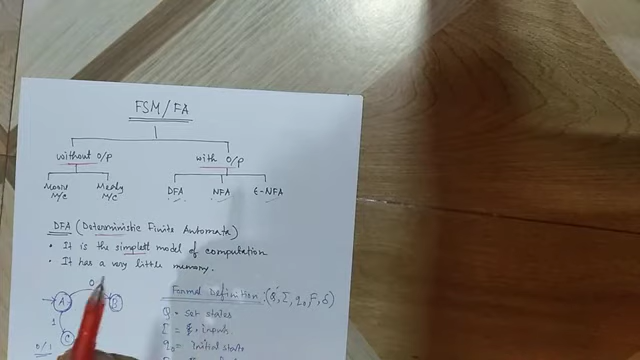 FSM/FA
without O/P with O/P
Moore M/C Mealy M/C DFA NFA ε-NFA
DFA (Deterministic Finite Automata)
• It is the simplest model of computation
• It has a very little memory.
Formal Definition : (Q, Σ, q0, F, δ)
0
A B
Q = set states
1
Σ = inputs
C
q0 = initial state
0/1